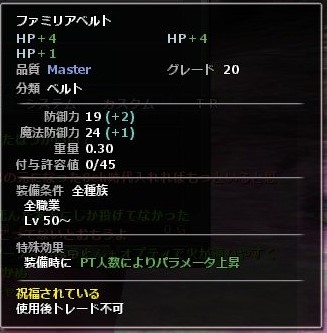 ファミリアベルト
HP+4 HP+4
HP+1
品質 Master グレード 20
分類 ベルト
防御力 19 (+2)
魔法防御力 24 (+1)
重量 0.30
付与許容値 0/45
装備条件 全種族
全職業
Lv 50～
特殊効果
装備時に PT人数によりパラメータ上昇
祝福されている
使用後トレード不可